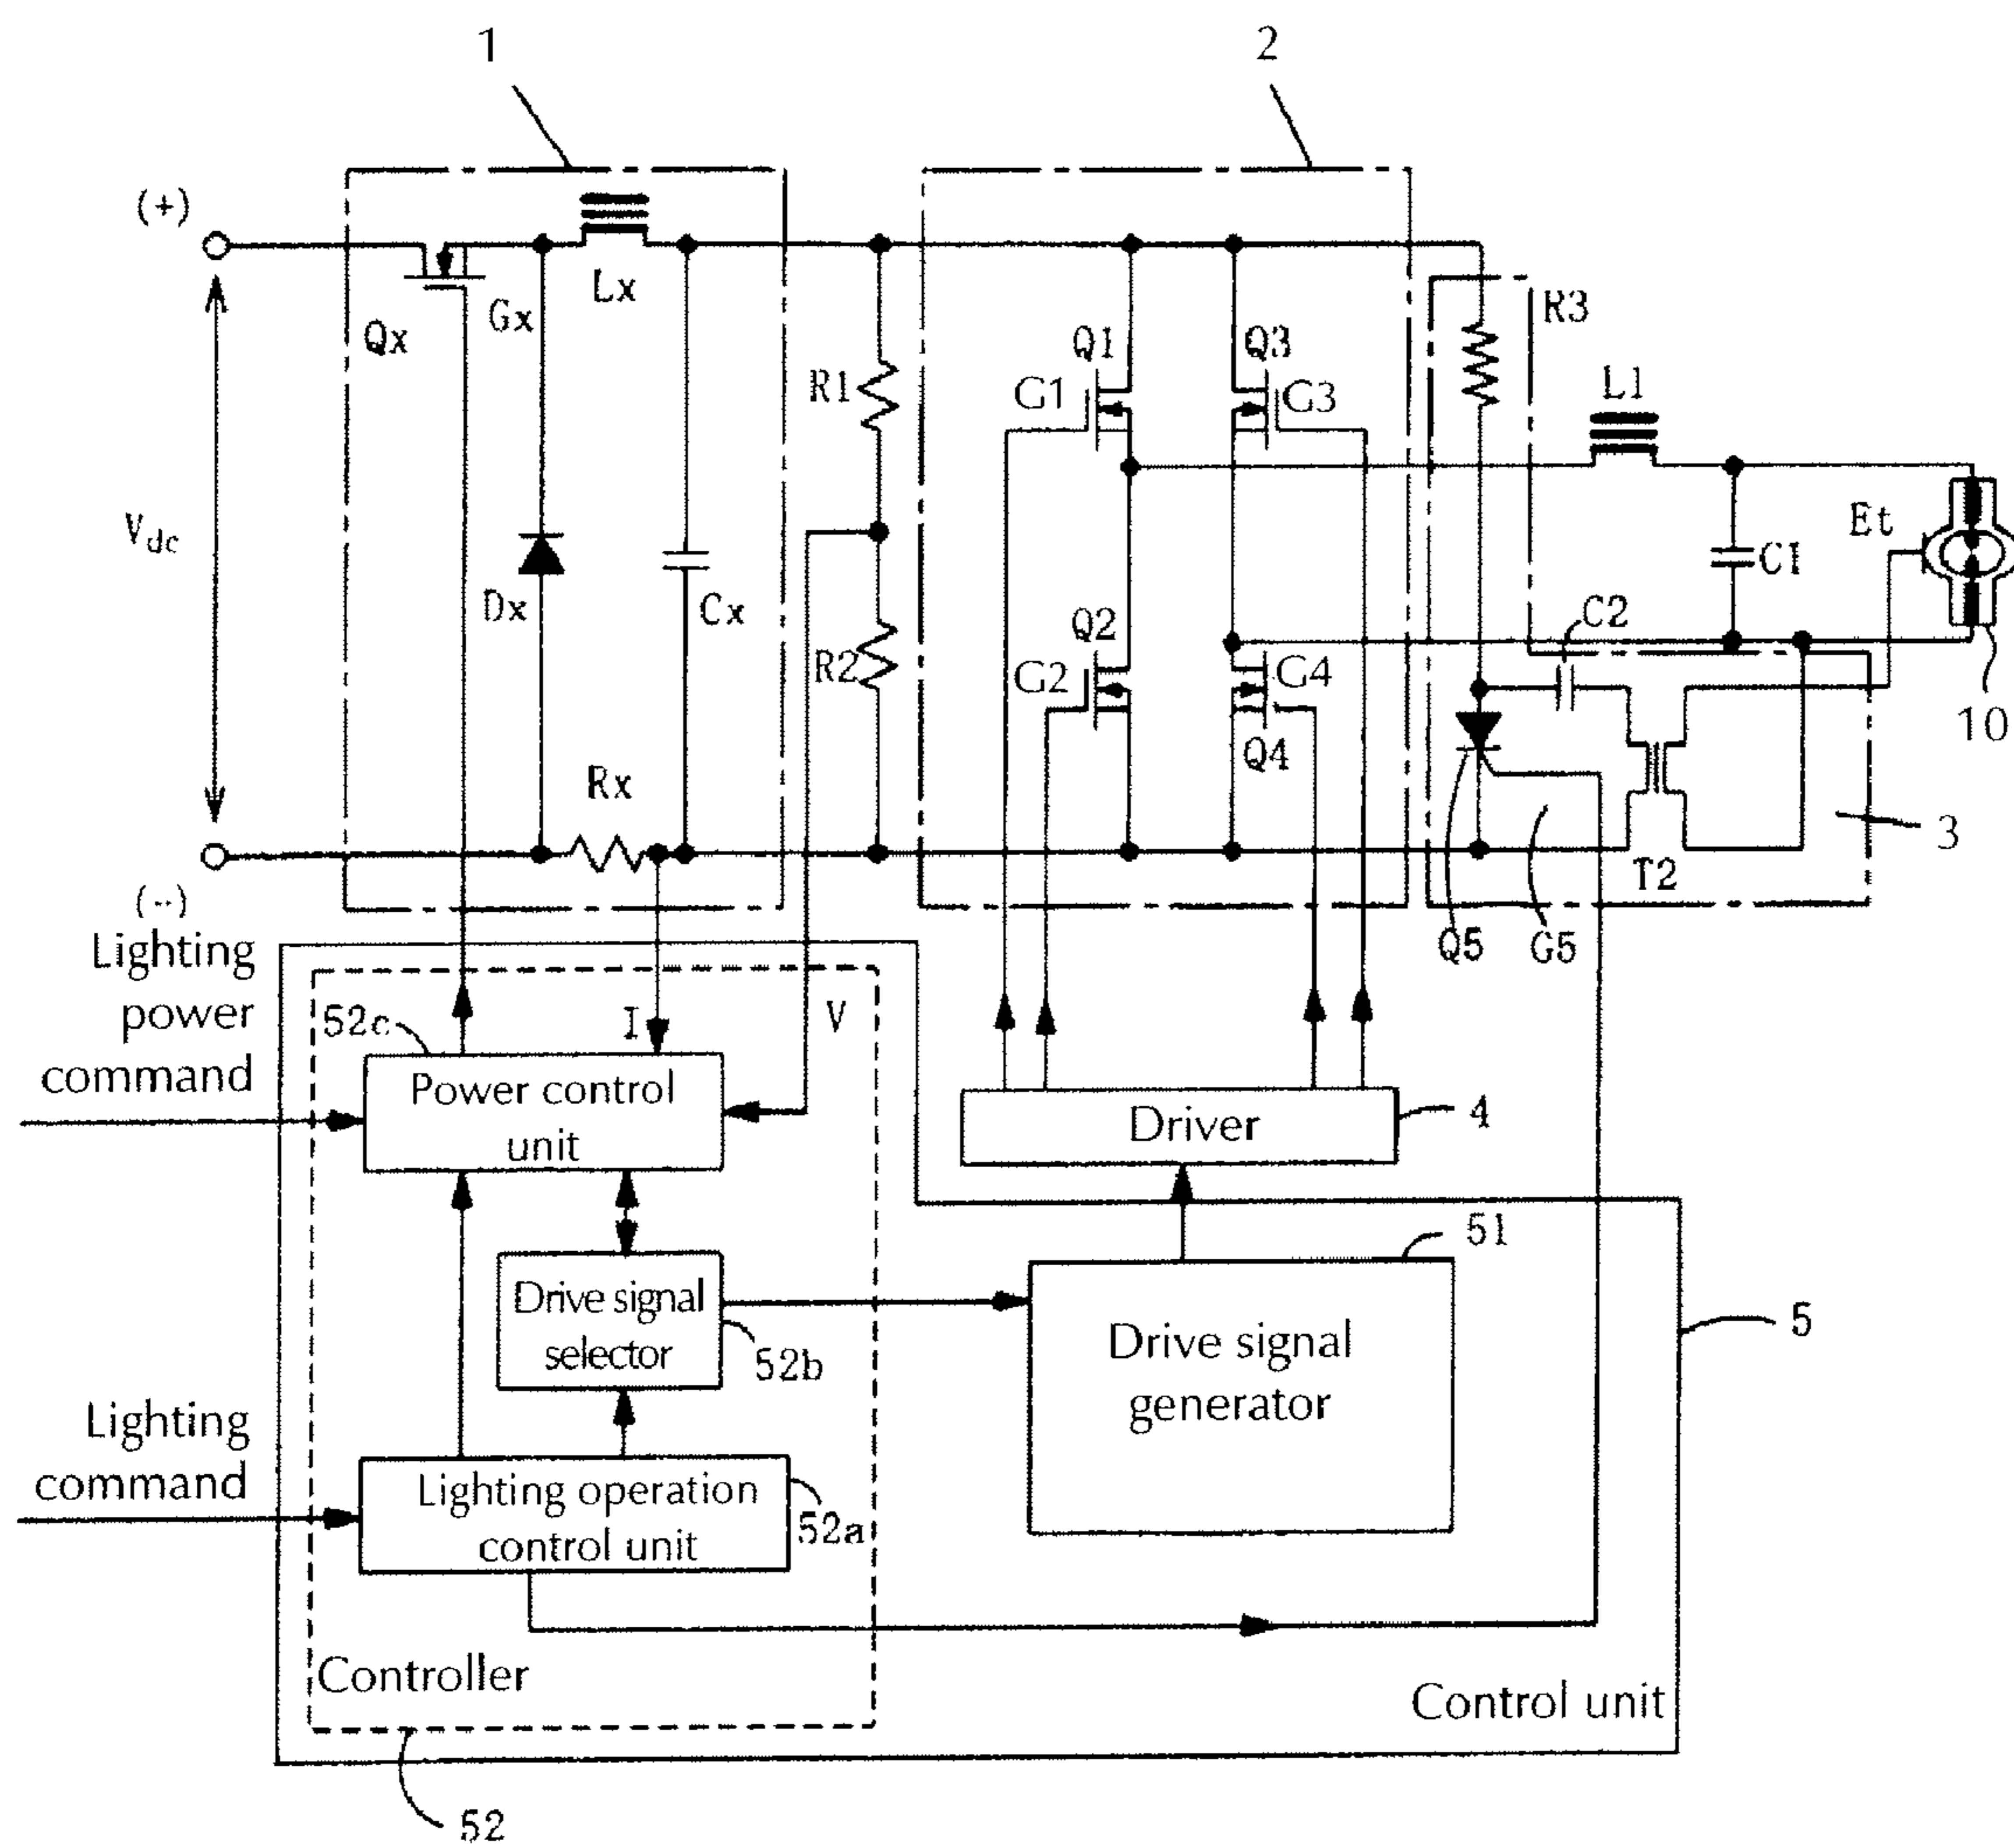 1
2
(+)
Vdc
(-)
Qx
Gx
Lx
Dx
Cx
Rx
R1
R2
Q1
G1
Q3
G3
Q2
G2
G4
Q4
R3
L1
Et
C1
C2
10
3
T2
Q5
G5
Lighting
power
command
52c
I
V
Power control
unit
Driver
4
51
Drive signal
selector
52b
Drive signal
generator
5
Lighting
command
Lighting operation
control unit
52a
Controller
Control unit
52